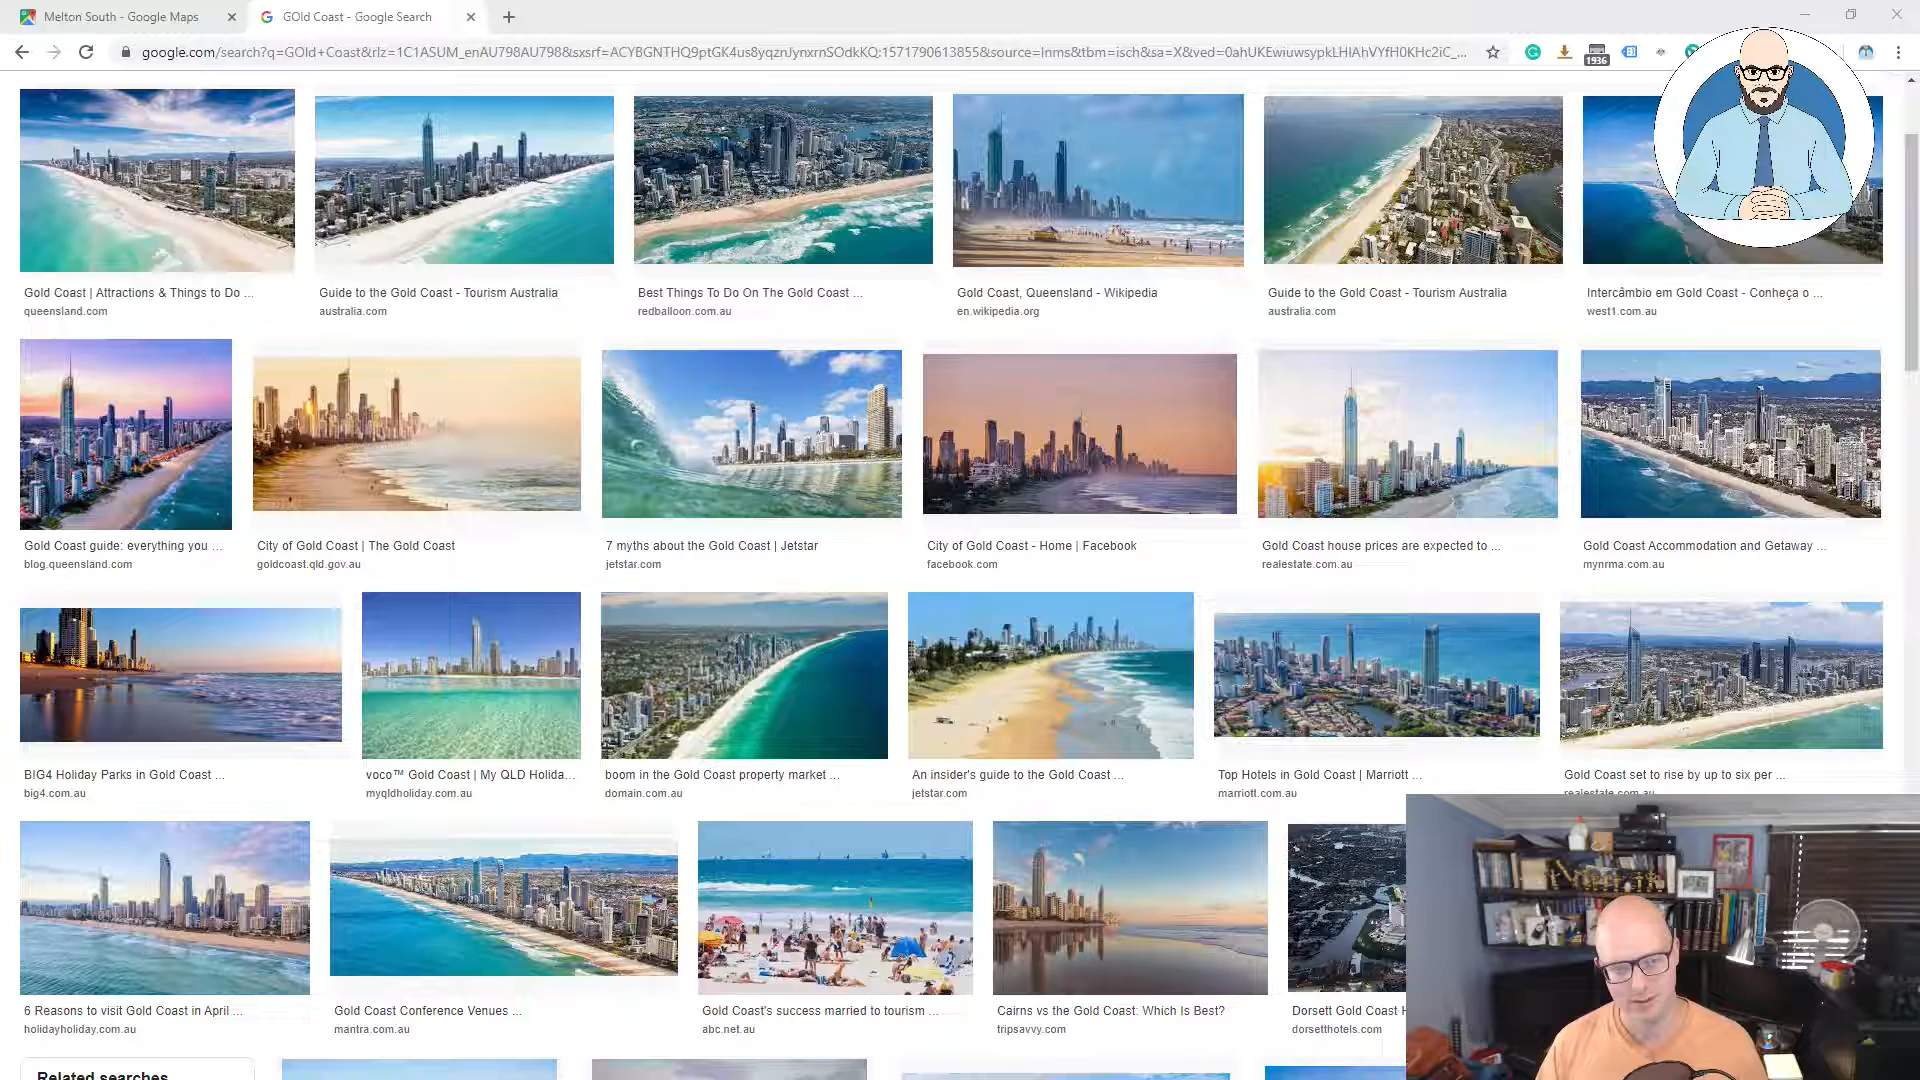 Melton South - Google Maps
GOld Coast - Google Search
google.com/search?q=GOld+Coast&rlz=1C1ASUM_enAU798AU798&sxsrf=ACYBGNTHQ9ptGK4us8yqznJynxrnSOdkKQ:1571790613855&source=lnms&tbm=isch&sa=X&ved=0ahUKEwiuwsypkLHlAhVYfH0KHc2iC_...
1936
Gold Coast | Attractions & Things to Do ...
queensland.com
Guide to the Gold Coast - Tourism Australia
australia.com
Best Things To Do On The Gold Coast ...
redballoon.com.au
Gold Coast, Queensland - Wikipedia
en.wikipedia.org
Guide to the Gold Coast - Tourism Australia
australia.com
Intercâmbio em Gold Coast - Conheça o ...
west1.com.au
Gold Coast guide: everything you ...
blog.queensland.com
City of Gold Coast | The Gold Coast
goldcoast.qld.gov.au
7 myths about the Gold Coast | Jetstar
jetstar.com
City of Gold Coast - Home | Facebook
facebook.com
Gold Coast house prices are expected to ...
realestate.com.au
Gold Coast Accommodation and Getaway ...
mynrma.com.au
BIG4 Holiday Parks in Gold Coast ...
big4.com.au
voco™ Gold Coast | My QLD Holida...
myqldholiday.com.au
boom in the Gold Coast property market ...
domain.com.au
An insider's guide to the Gold Coast ...
jetstar.com
Top Hotels in Gold Coast | Marriott ...
marriott.com.au
Gold Coast set to rise by up to six per ...
realestate.com.au
6 Reasons to visit Gold Coast in April ...
holidayholiday.com.au
Gold Coast Conference Venues ...
mantra.com.au
Gold Coast's success married to tourism ...
abc.net.au
Cairns vs the Gold Coast: Which Is Best?
tripsavvy.com
Dorsett Gold Coast
dorsetthotels.com
Related searches